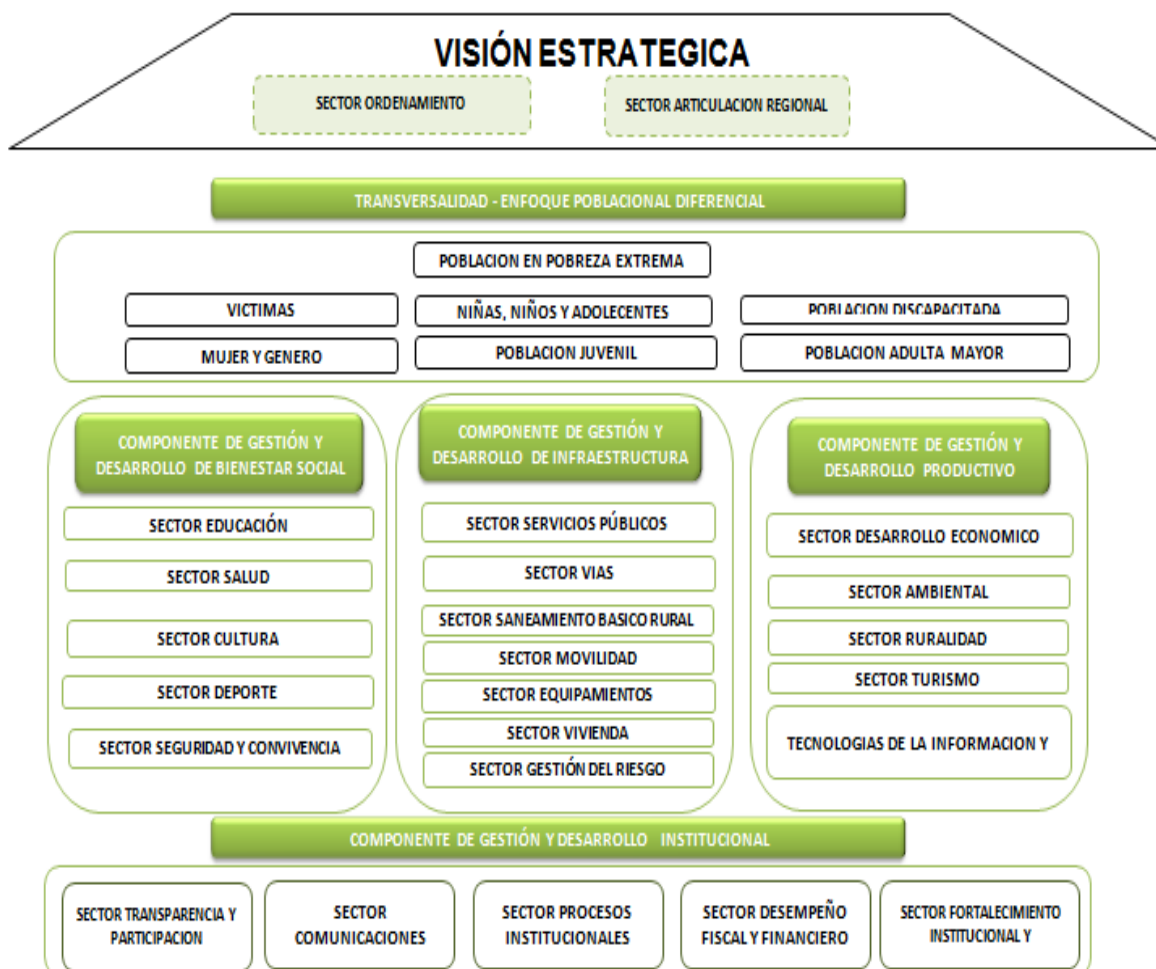 VISIÓN ESTRATEGICA
SECTOR ORDENAMIENTO
SECTOR ARTICULACION REGIONAL
TRANSVERSALIDAD - ENFOQUE POBLACIONAL DIFERENCIAL
POBLACION EN POBREZA EXTREMA
VICTIMAS
NIÑAS, NIÑOS Y ADOLECENTES
POBLACION DISCAPACITADA
MUJER Y GENERO
POBLACION JUVENIL
POBLACION ADULTA MAYOR
COMPONENTE DE GESTIÓN Y
DESARROLLO DE BIENESTAR SOCIAL
SECTOR EDUCACIÓN
SECTOR SALUD
SECTOR CULTURA
SECTOR DEPORTE
SECTOR SEGURIDAD Y CONVIVENCIA
COMPONENTE DE GESTIÓN Y
DESARROLLO DE INFRAESTRUCTURA
SECTOR SERVICIOS PÚBLICOS
SECTOR VIAS
SECTOR SANEAMIENTO BASICO RURAL
SECTOR MOVILIDAD
SECTOR EQUIPAMIENTOS
SECTOR VIVIENDA
SECTOR GESTIÓN DEL RIESGO
COMPONENTE DE GESTIÓN Y
DESARROLLO PRODUCTIVO
SECTOR DESARROLLO ECONOMICO
SECTOR AMBIENTAL
SECTOR RURALIDAD
SECTOR TURISMO
TECNOLOGIAS DE LA INFORMACION Y
COMPONENTE DE GESTIÓN Y DESARROLLO INSTITUCIONAL
SECTOR TRANSPARENCIA Y
PARTICIPACION
SECTOR
COMUNICACIONES
SECTOR PROCESOS
INSTITUCIONALES
SECTOR DESEMPEÑO
FISCAL Y FINANCIERO
SECTOR FORTALECIMIENTO
INSTITUCIONAL Y